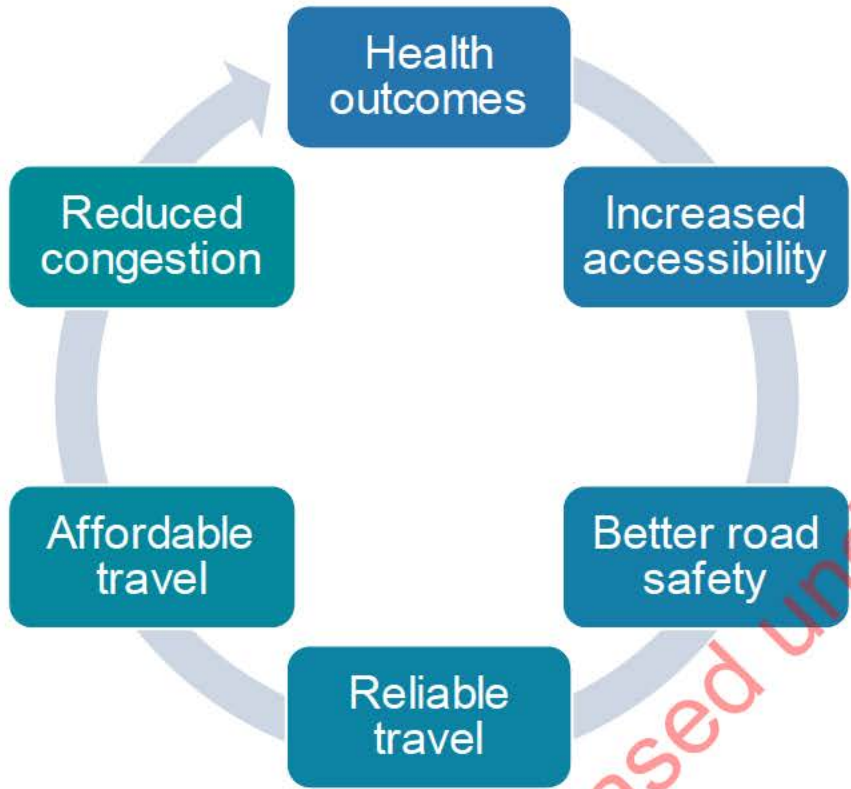 Health
outcomes
Increased
accessibility
Better road
safety
Reliable
travel
Affordable
travel
Reduced
congestion